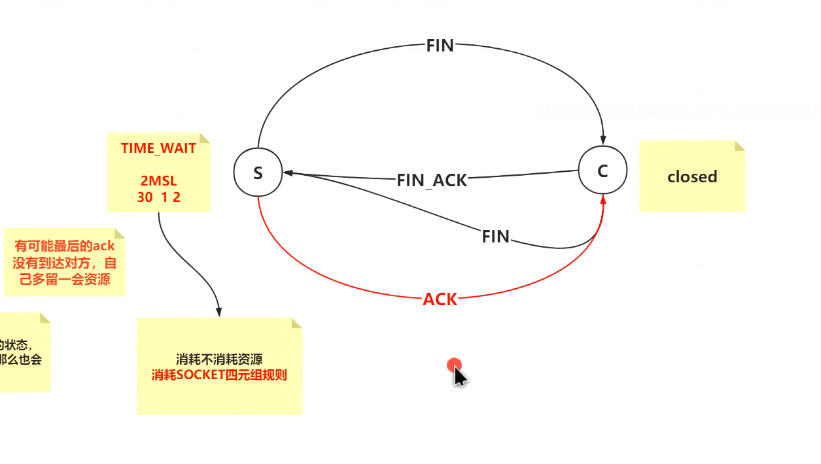 FIN
TIME_WAIT
2MSL
30 1 2
S
FIN_ACK
C
closed
FIN
有可能最后的ack
没有到达对方，自
己多留一会资源
ACK
的状态，
那么也会
消耗不消耗资源
消耗SOCKET四元组规则